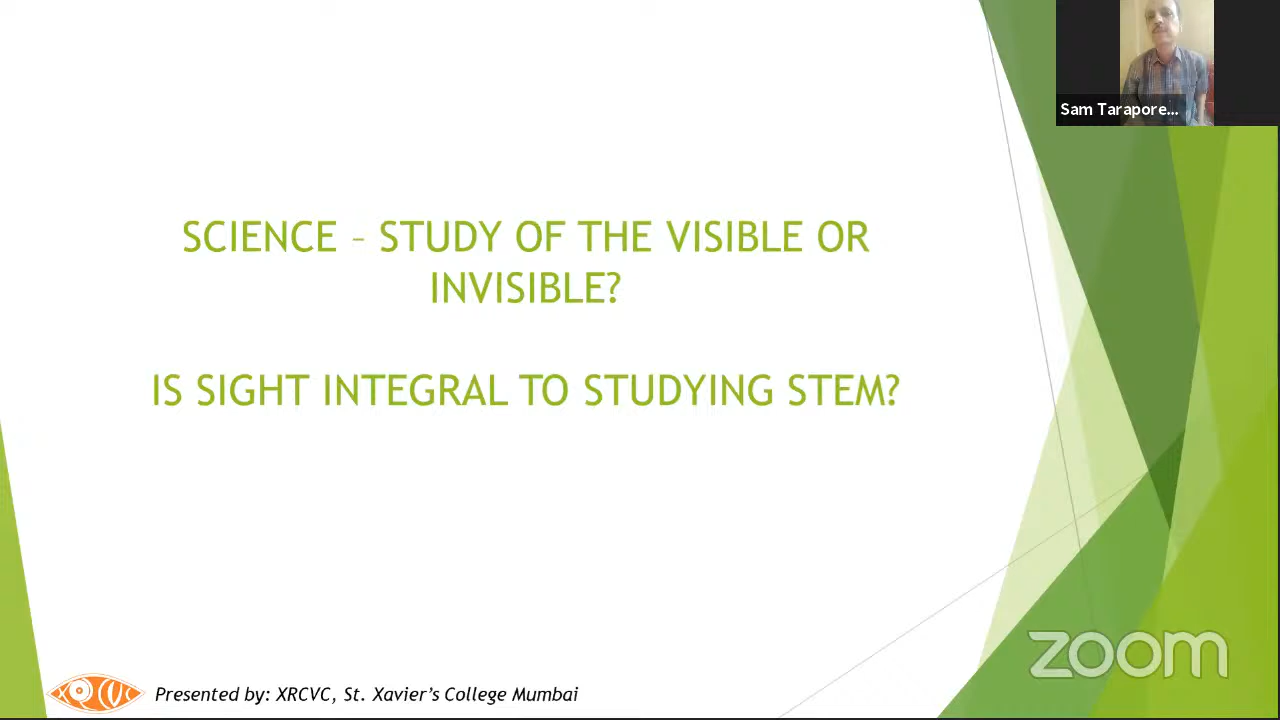 Sam Tarapore...
SCIENCE – STUDY OF THE VISIBLE OR
INVISIBLE?
IS SIGHT INTEGRAL TO STUDYING STEM?
XRCVC
Presented by: XRCVC, St. Xavier's College Mumbai
zoom